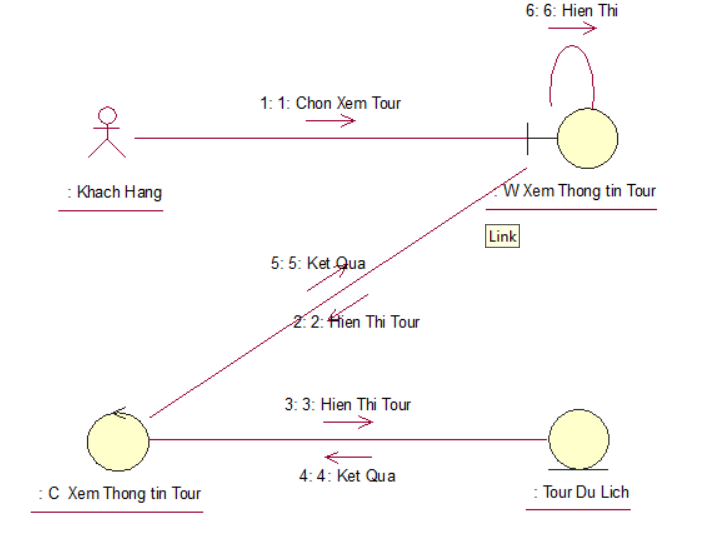 6: 6: Hien Thi
1: 1: Chon Xem Tour
: Khach Hang
: W Xem Thong tin Tour
Link
5: 5: Ket Qua
2: 2: Hien Thi Tour
3: 3: Hien Thi Tour
4: 4: Ket Qua
: C Xem Thong tin Tour
: Tour Du Lich